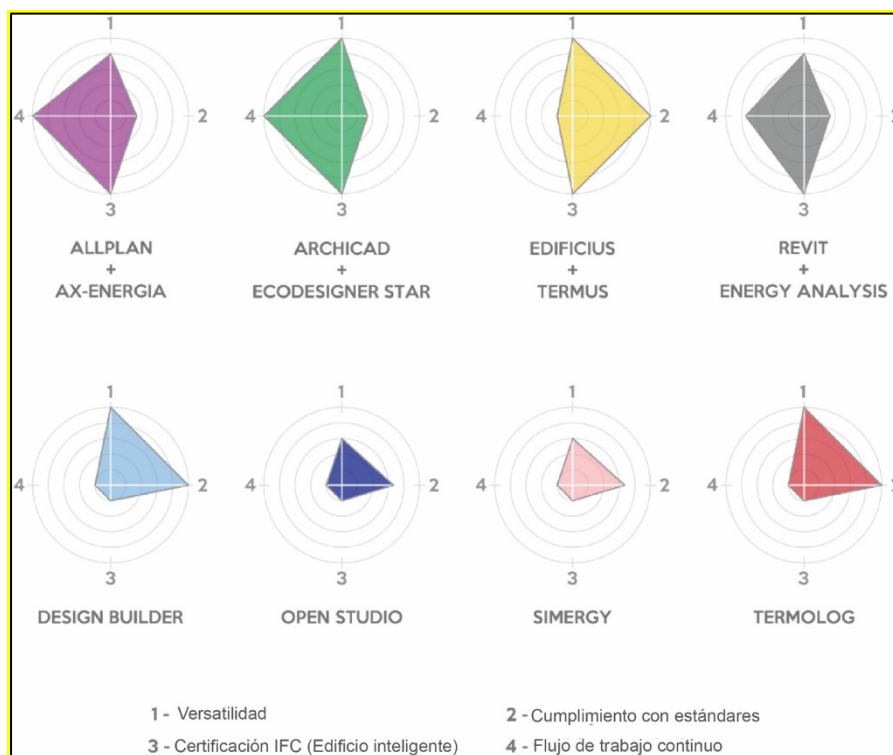 1
1
1
1
4
2
4
2
4
2
4
2
3
3
3
3
ALLPLAN
+
AX-ENERGIA
ARCHICAD
+
ECODESIGNER STAR
EDIFICIUS
+
TERMUS
REVIT
+
ENERGY ANALYSIS
1
1
1
1
4
2
4
2
4
2
4
2
3
3
3
3
DESIGN BUILDER
OPEN STUDIO
SIMERGY
TERMOLOG
1 - Versatilidad
2 - Cumplimiento con estándares
3 - Certificación IFC (Edificio inteligente)
4 - Flujo de trabajo continuo